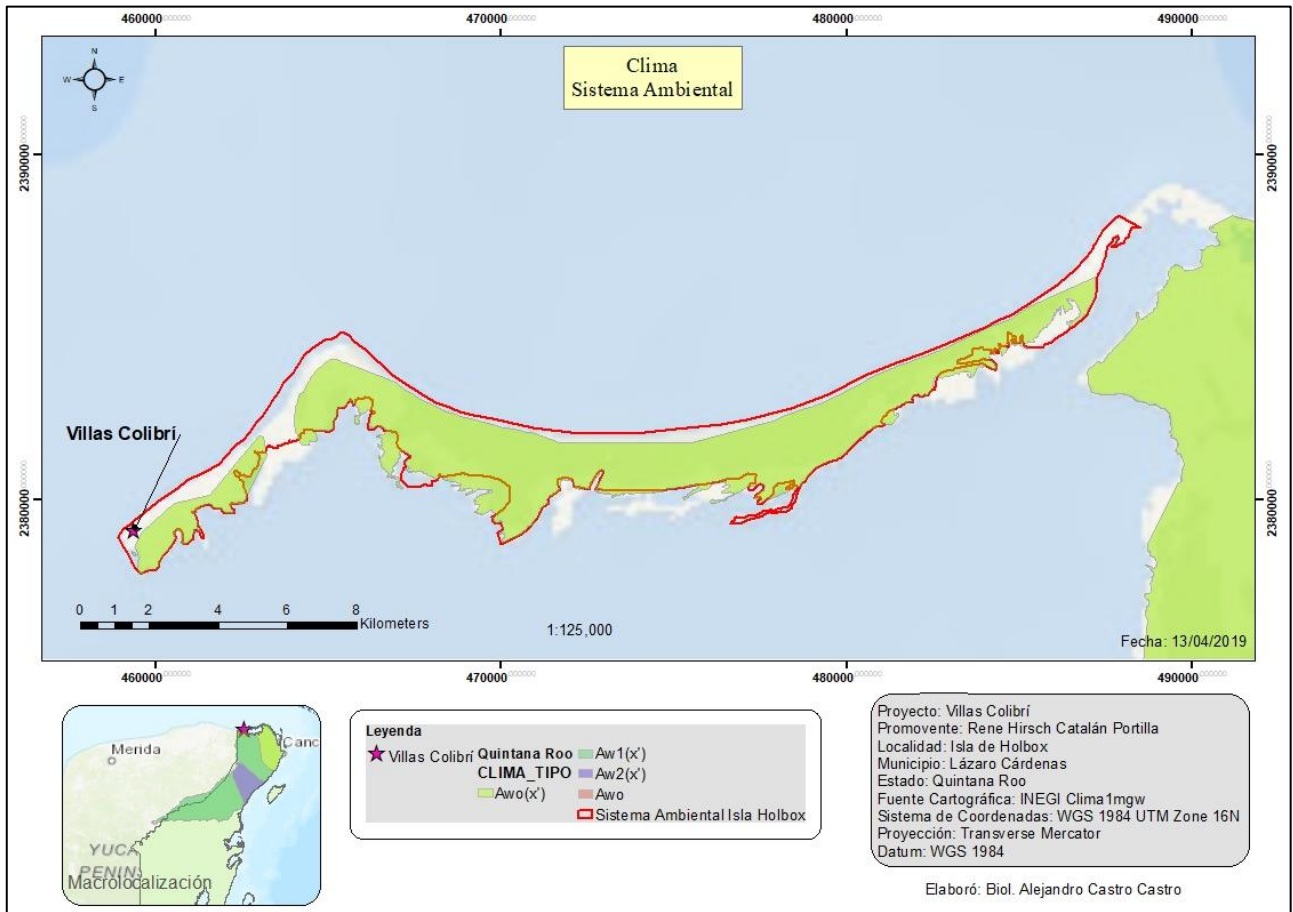 460000
470000
480000
490000
Clima
Sistema Ambiental
N
W
E
S
2390000
2390000
Villas Colibrí
2380000
2380000
0 1 2 4 6 8
Kilometers
1:125,000
Fecha: 13/04/2019
460000
470000
480000
490000
Merida
Canc
YUCA
PENINS
Macrolocalización
Leyenda
Villas Colibrí
Quintana Roo
CLIMA_TIPO
Awo(x')
Aw1(x')
Aw2(x')
Awo
Sistema Ambiental Isla Holbox
Proyecto: Villas Colibrí
Promovente: Rene Hirsch Catalán Portilla
Localidad: Isla de Holbox
Municipio: Lázaro Cárdenas
Estado: Quintana Roo
Fuente Cartográfica: INEGI Clima1mgw
Sistema de Coordenadas: WGS 1984 UTM Zone 16N
Proyección: Transverse Mercator
Datum: WGS 1984
Elaboró: Biol. Alejandro Castro Castro